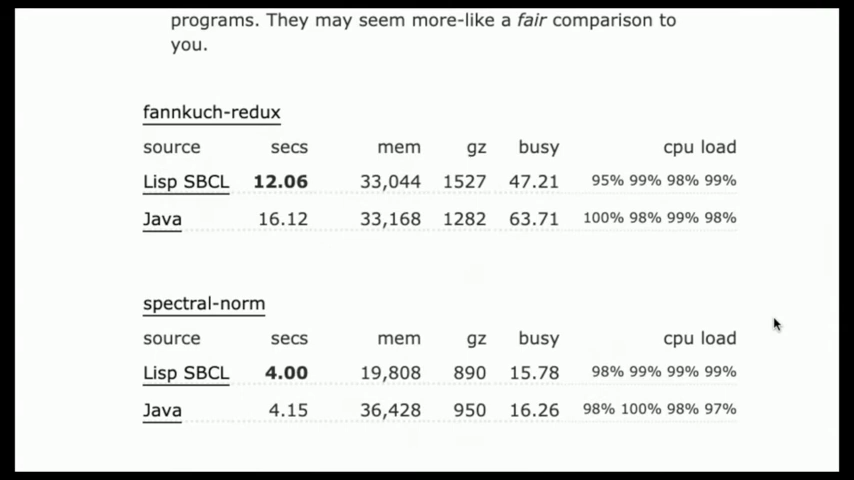 programs. They may seem more-like a fair comparison to
you.
fannkuch-redux
source secs mem gz busy cpu load
Lisp SBCL 12.06 33,044 1527 47.21 95% 99% 98% 99%
Java 16.12 33,168 1282 63.71 100% 98% 99% 98%
spectral-norm
source secs mem gz busy cpu load
Lisp SBCL 4.00 19,808 890 15.78 98% 99% 99% 99%
Java 4.15 36,428 950 16.26 98% 100% 98% 97%